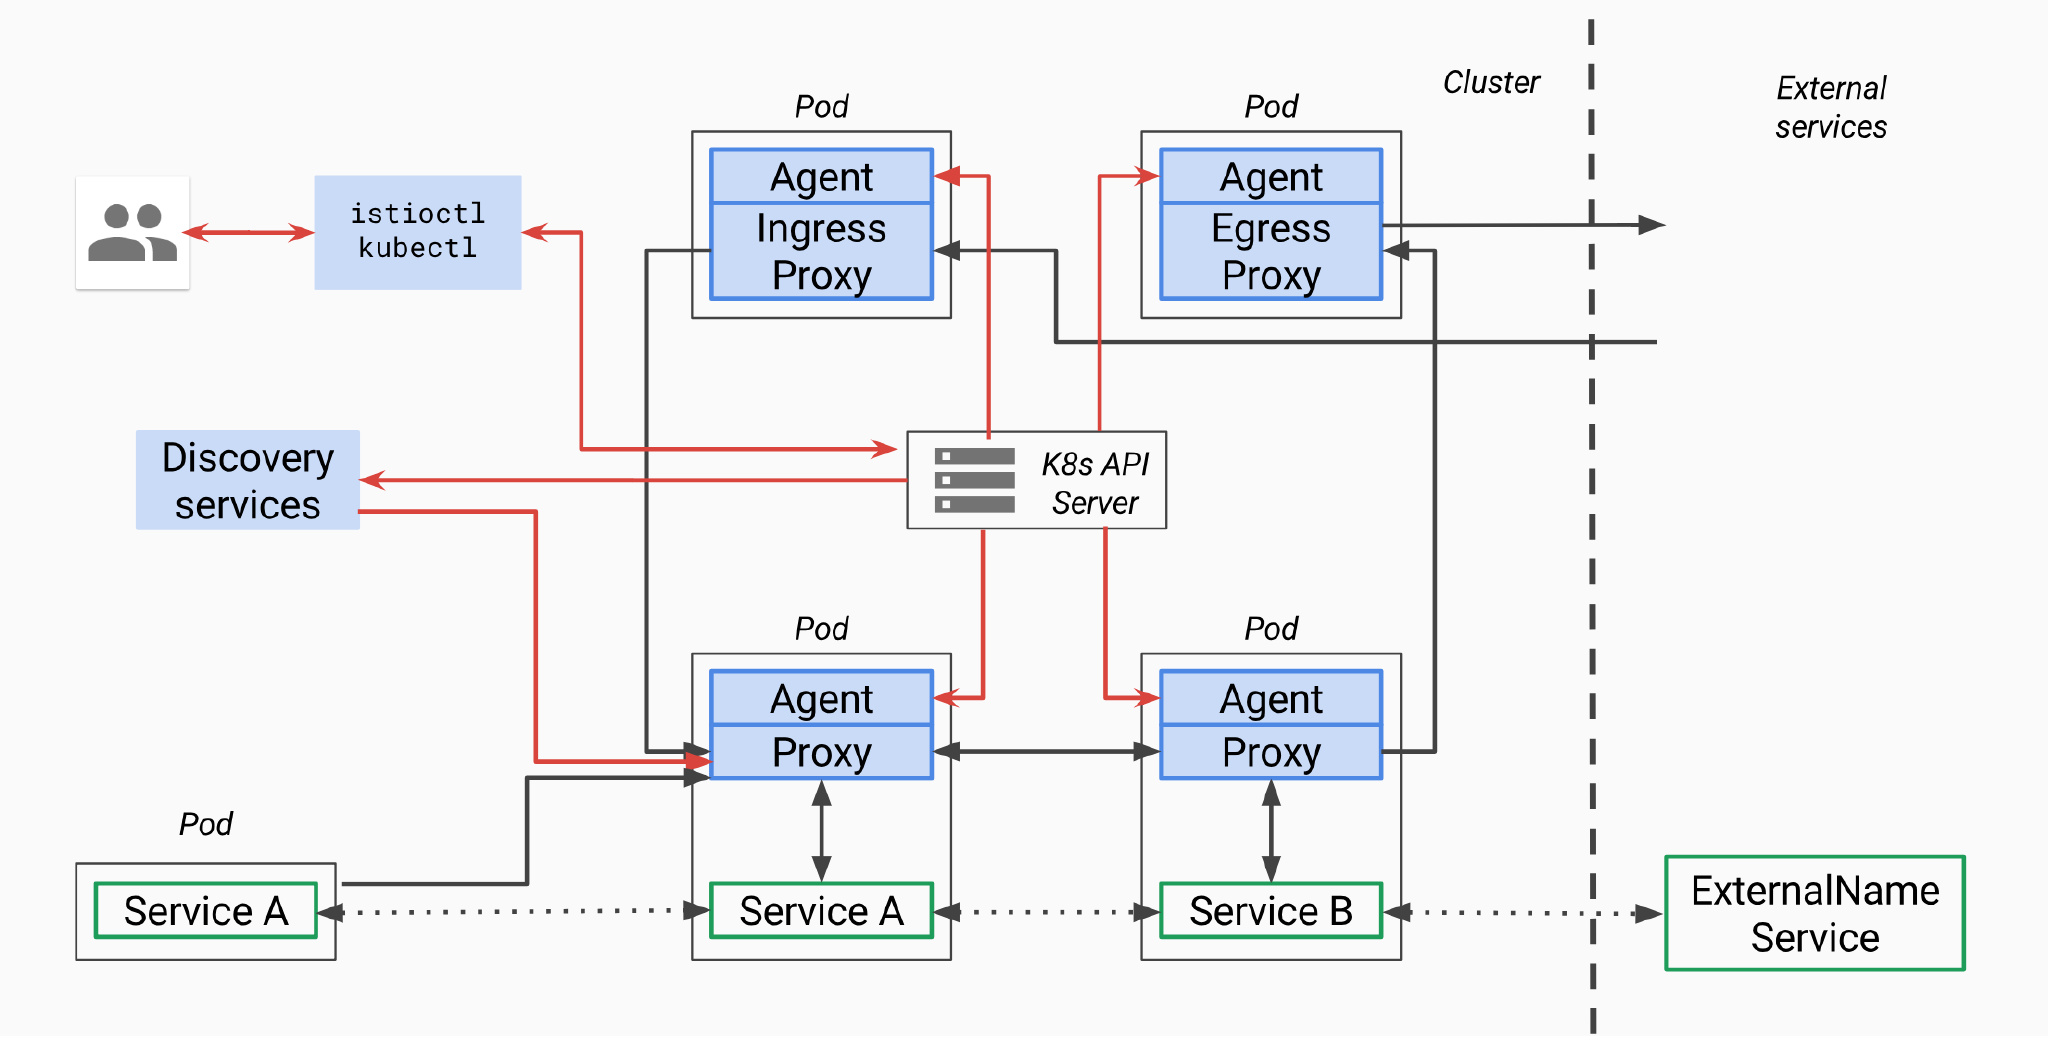 Cluster
External
services
Pod
Pod
Agent
Ingress
Proxy
Agent
Egress
Proxy
istioctl
kubectl
Discovery
services
K8s API
Server
Pod
Pod
Agent
Proxy
Agent
Proxy
Pod
Service A
Service A
Service B
ExternalName
Service